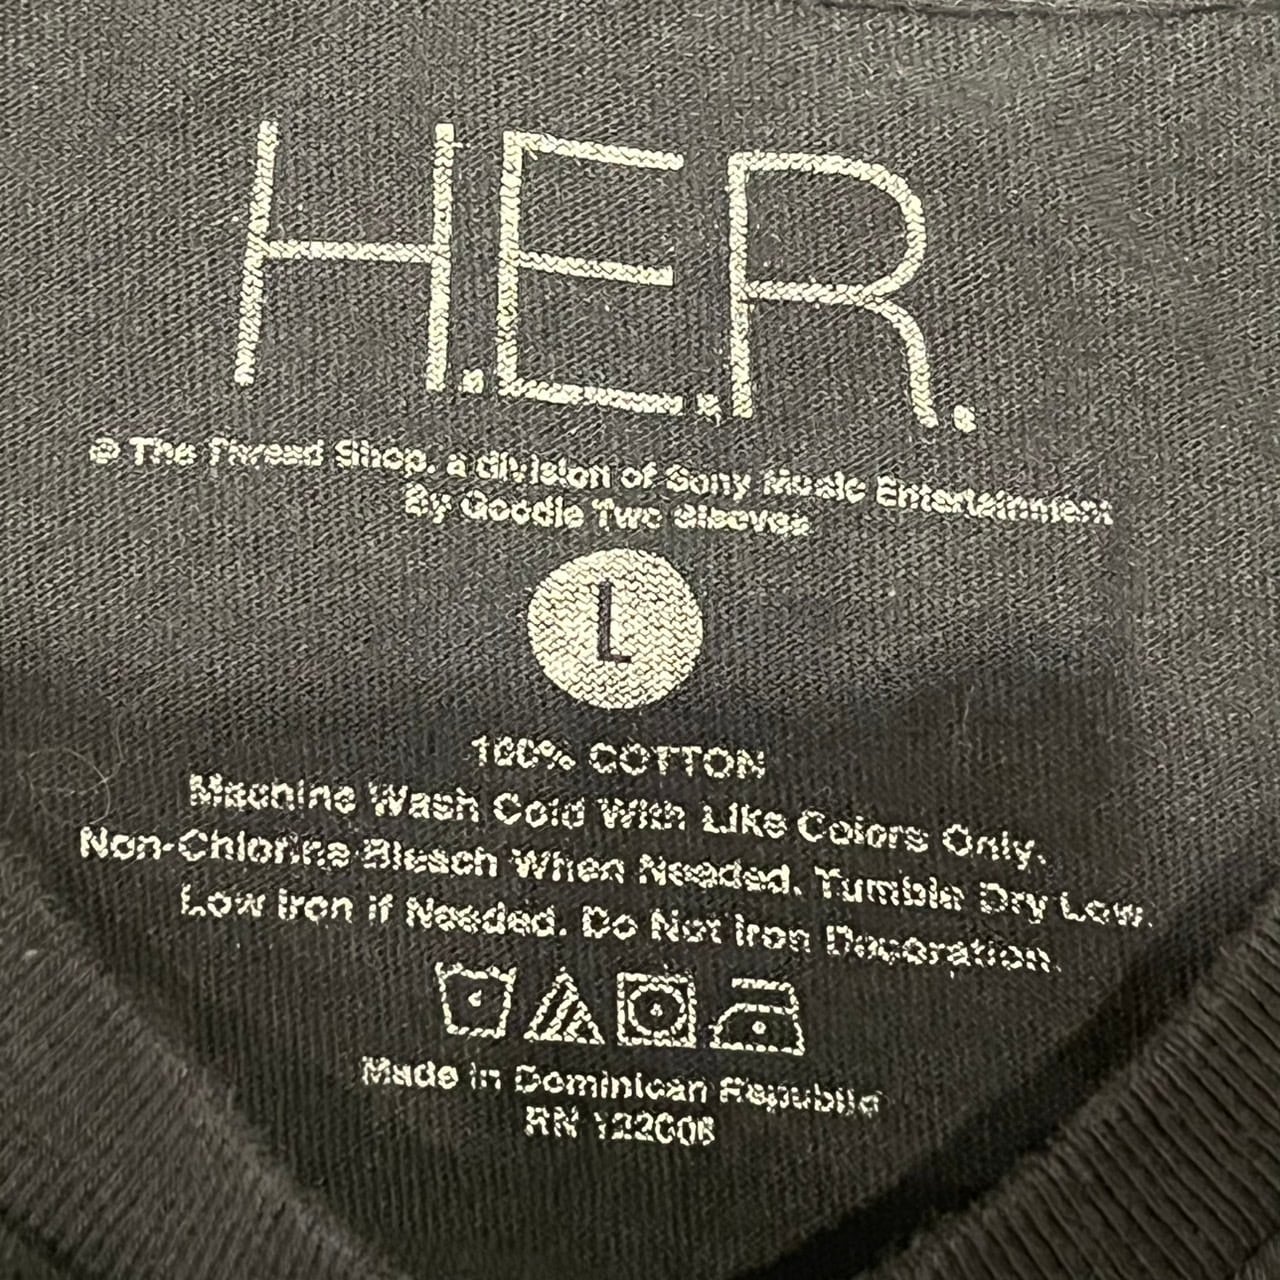 H.E.R.
© The Thread Shop, a division of Sony Music Entertainment
By Goodie Two Sleeves
L
100% COTTON
Machine Wash Cold With Like Colors Only.
Non-Chlorine Bleach When Needed. Tumble Dry Low.
Low Iron if Needed. Do Not Iron Decoration.
Made in Dominican Republic
RN 122006